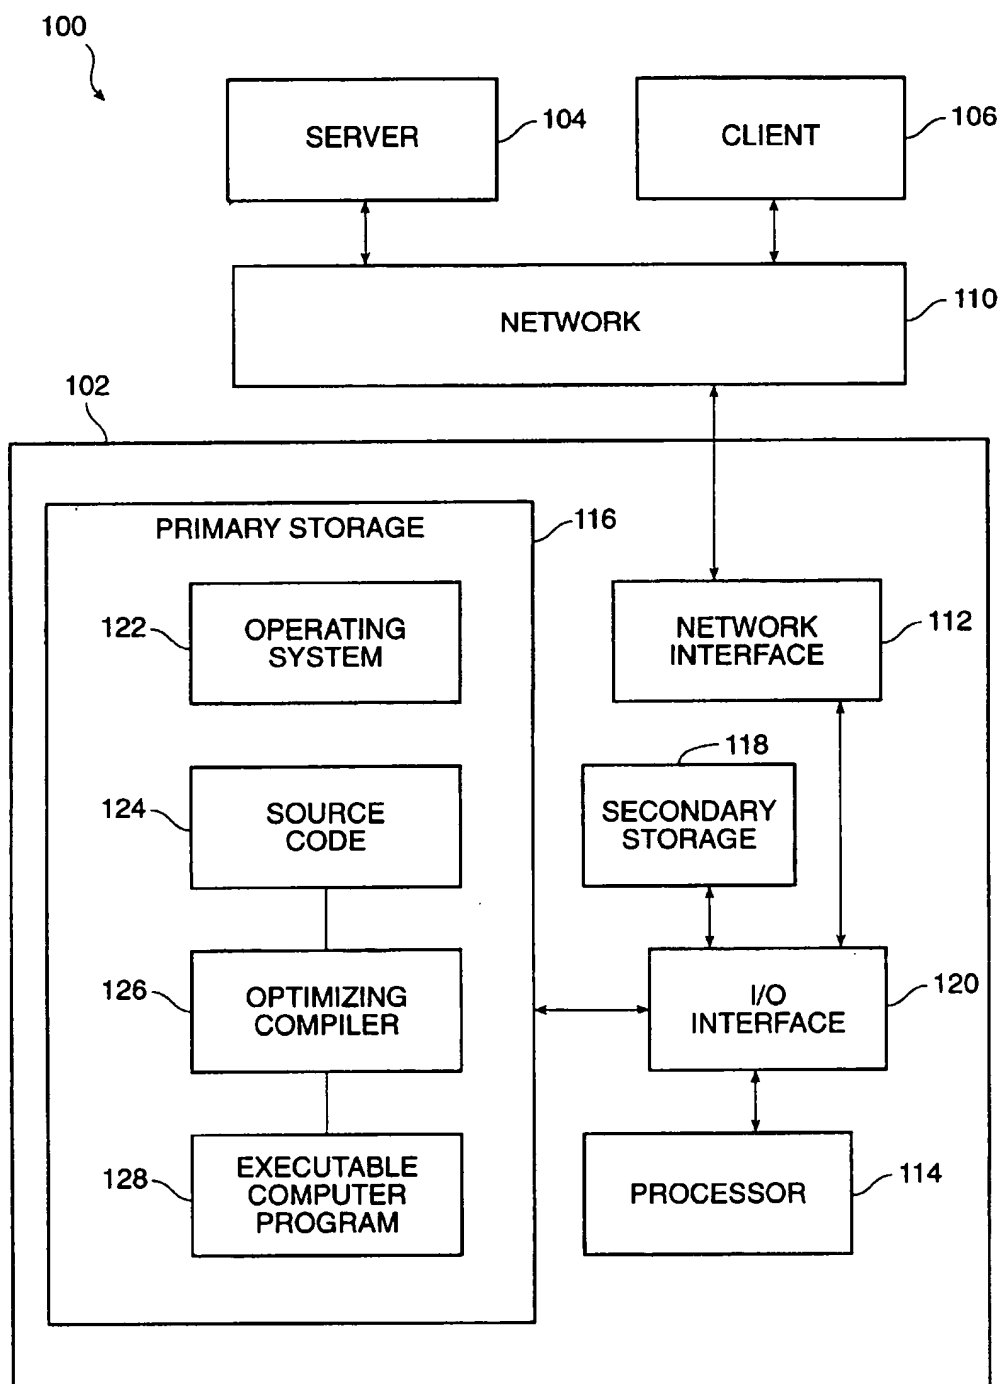 100
SERVER
104
CLIENT
106
NETWORK
110
102
PRIMARY STORAGE
116
122
OPERATING
SYSTEM
NETWORK
INTERFACE
112
118
124
SOURCE
CODE
SECONDARY
STORAGE
126
OPTIMIZING
COMPILER
I/O
INTERFACE
120
128
EXECUTABLE
COMPUTER
PROGRAM
PROCESSOR
114